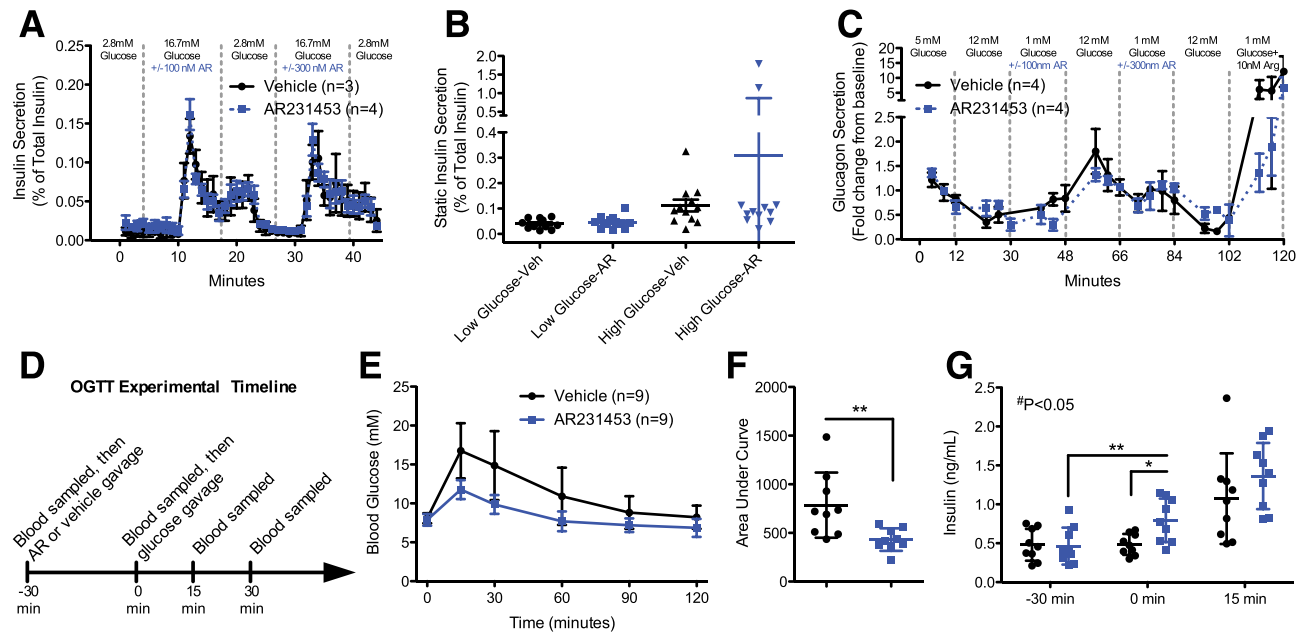 A
2.8mM
Glucose
16.7mM
Glucose
+/-100 nM AR
2.8mM
Glucose
16.7mM
Glucose
+/-300 nM AR
2.8mM
Glucose
Vehicle (n=3)
AR231453 (n=4)
Insulin Secretion
(% of Total Insulin)
0.25
0.20
0.15
0.10
0.05
0.00
0
10
20
30
40
Minutes
B
Static Insulin Secretion
(% of Total Insulin)
2.0
1.5
1.0
0.5
0.4
0.3
0.2
0.1
0.0
Low Glucose-Veh
Low Glucose-AR
High Glucose-Veh
High Glucose-AR
C
5 mM
Glucose
12 mM
Glucose
1 mM
Glucose
+/-100nm AR
12 mM
Glucose
1 mM
Glucose
+/-300nm AR
12 mM
Glucose
1 mM
Glucose+
10nM Arg
Vehicle (n=4)
AR231453 (n=4)
Glucagon Secretion
(Fold change from baseline)
20
15
10
5
2.5
2.0
1.5
1.0
0.5
0.0
0
12
30
48
66
84
102
120
Minutes
D
OGTT Experimental Timeline
Blood sampled, then
AR or vehicle gavage
Blood sampled, then
glucose gavage
Blood sampled
Blood sampled
-30
min
0
min
15
min
30
min
E
Vehicle (n=9)
AR231453 (n=9)
Blood Glucose (mM)
25
20
15
10
5
0
0
30
60
90
120
Time (minutes)
F
Area Under Curve
2000
1500
1000
500
0
**
G
#P<0.05
Insulin (ng/mL)
2.5
2.0
1.5
1.0
0.5
0.0
**
*
-30 min
0 min
15 min